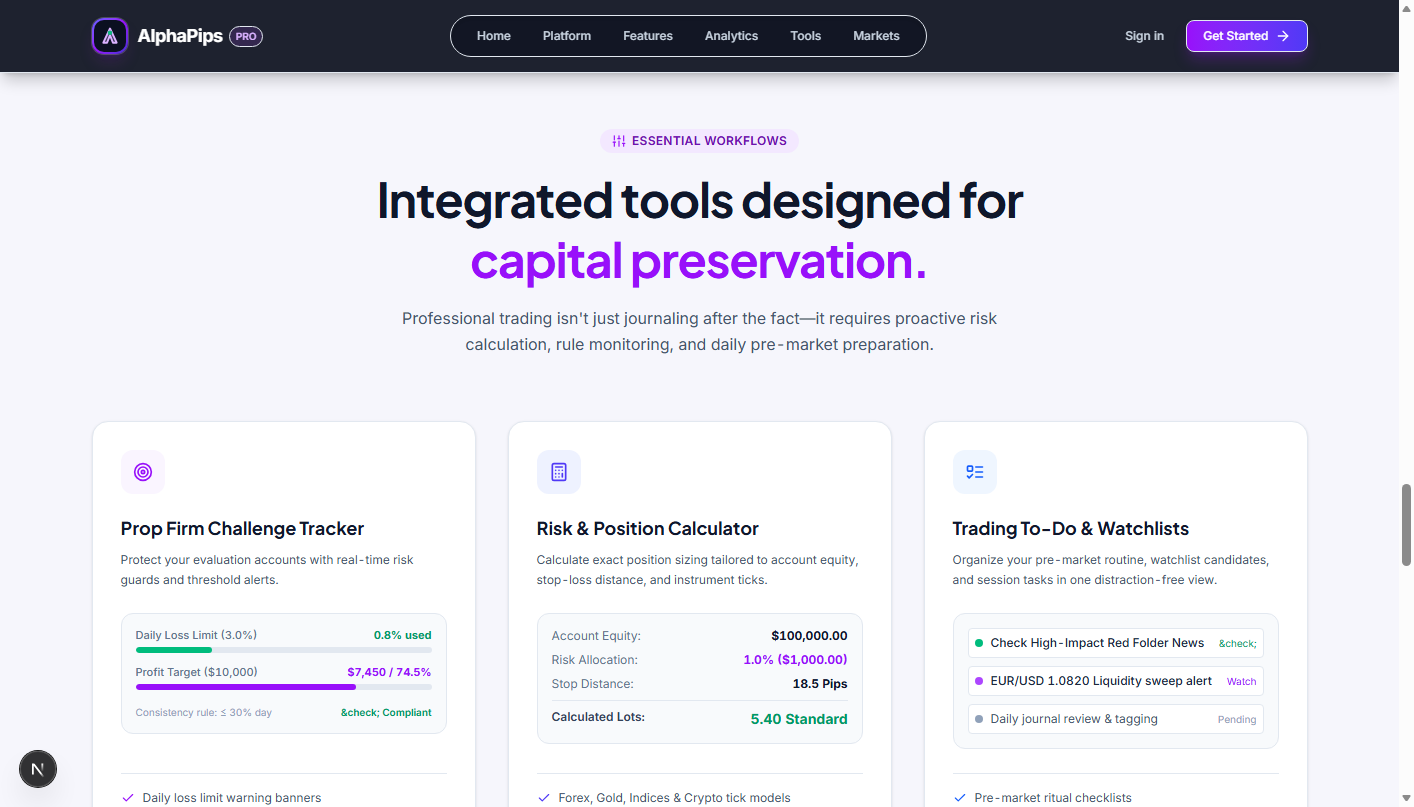 AlphaPips PRO
Home Platform Features Analytics Tools Markets
Sign in Get Started
ESSENTIAL WORKFLOWS
Integrated tools designed for
capital preservation.
Professional trading isn't just journaling after the fact—it requires proactive risk
calculation, rule monitoring, and daily pre-market preparation.
Prop Firm Challenge Tracker
Protect your evaluation accounts with real-time risk
guards and threshold alerts.
Daily Loss Limit (3.0%) 0.8% used
Profit Target ($10,000) $7,450 / 74.5%
Consistency rule: ≤ 30% day &check; Compliant
Daily loss limit warning banners
Risk & Position Calculator
Calculate exact position sizing tailored to account equity,
stop-loss distance, and instrument ticks.
Account Equity: $100,000.00
Risk Allocation: 1.0% ($1,000.00)
Stop Distance: 18.5 Pips
Calculated Lots: 5.40 Standard
Forex, Gold, Indices & Crypto tick models
Trading To-Do & Watchlists
Organize your pre-market routine, watchlist candidates,
and session tasks in one distraction-free view.
Check High-Impact Red Folder News &check;
EUR/USD 1.0820 Liquidity sweep alert Watch
Daily journal review & tagging Pending
Pre-market ritual checklists
N